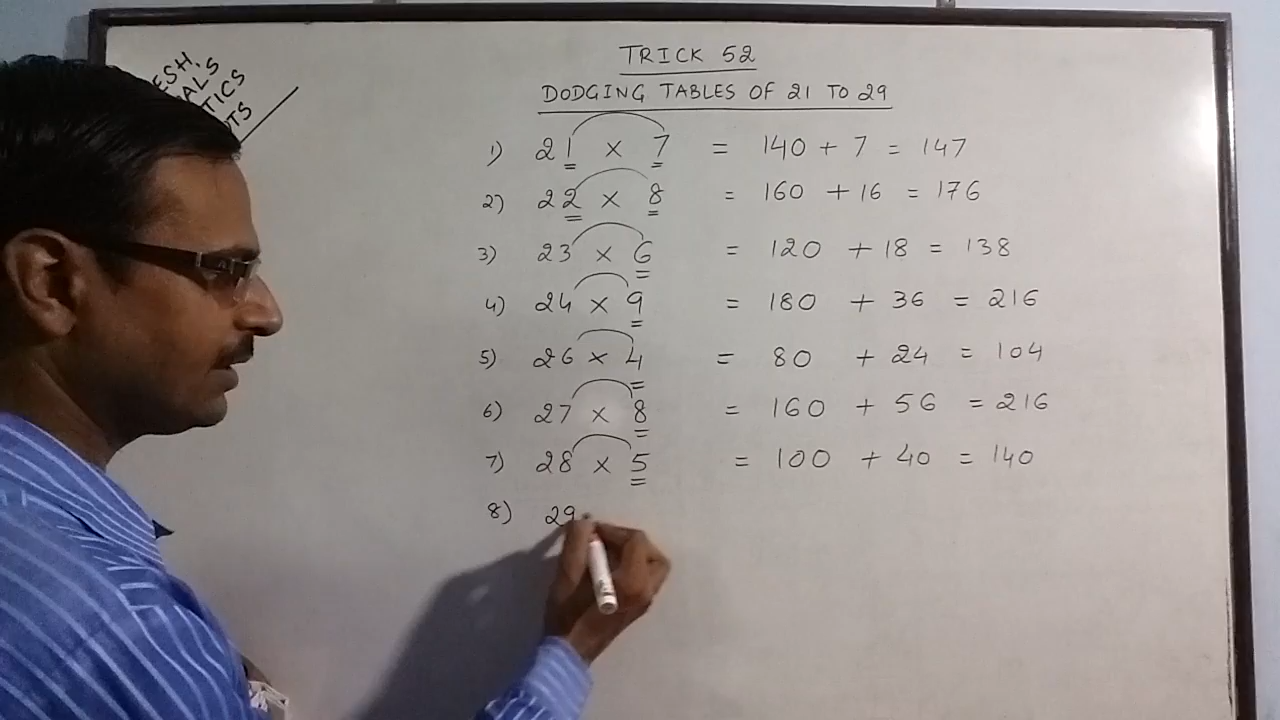 TRICK 52
DODGING TABLES OF 21 TO 29
1) 21 × 7 = 140 + 7 = 147
2) 22 × 8 = 160 + 16 = 176
3) 23 × 6 = 120 + 18 = 138
4) 24 × 9 = 180 + 36 = 216
5) 26 × 4 = 80 + 24 = 104
6) 27 × 8 = 160 + 56 = 216
7) 28 × 5 = 100 + 40 = 140
8) 29